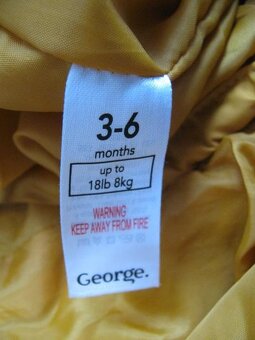 3-6
months
up to
18lb 8kg
WARNING
KEEP AWAY FROM FIRE
George.